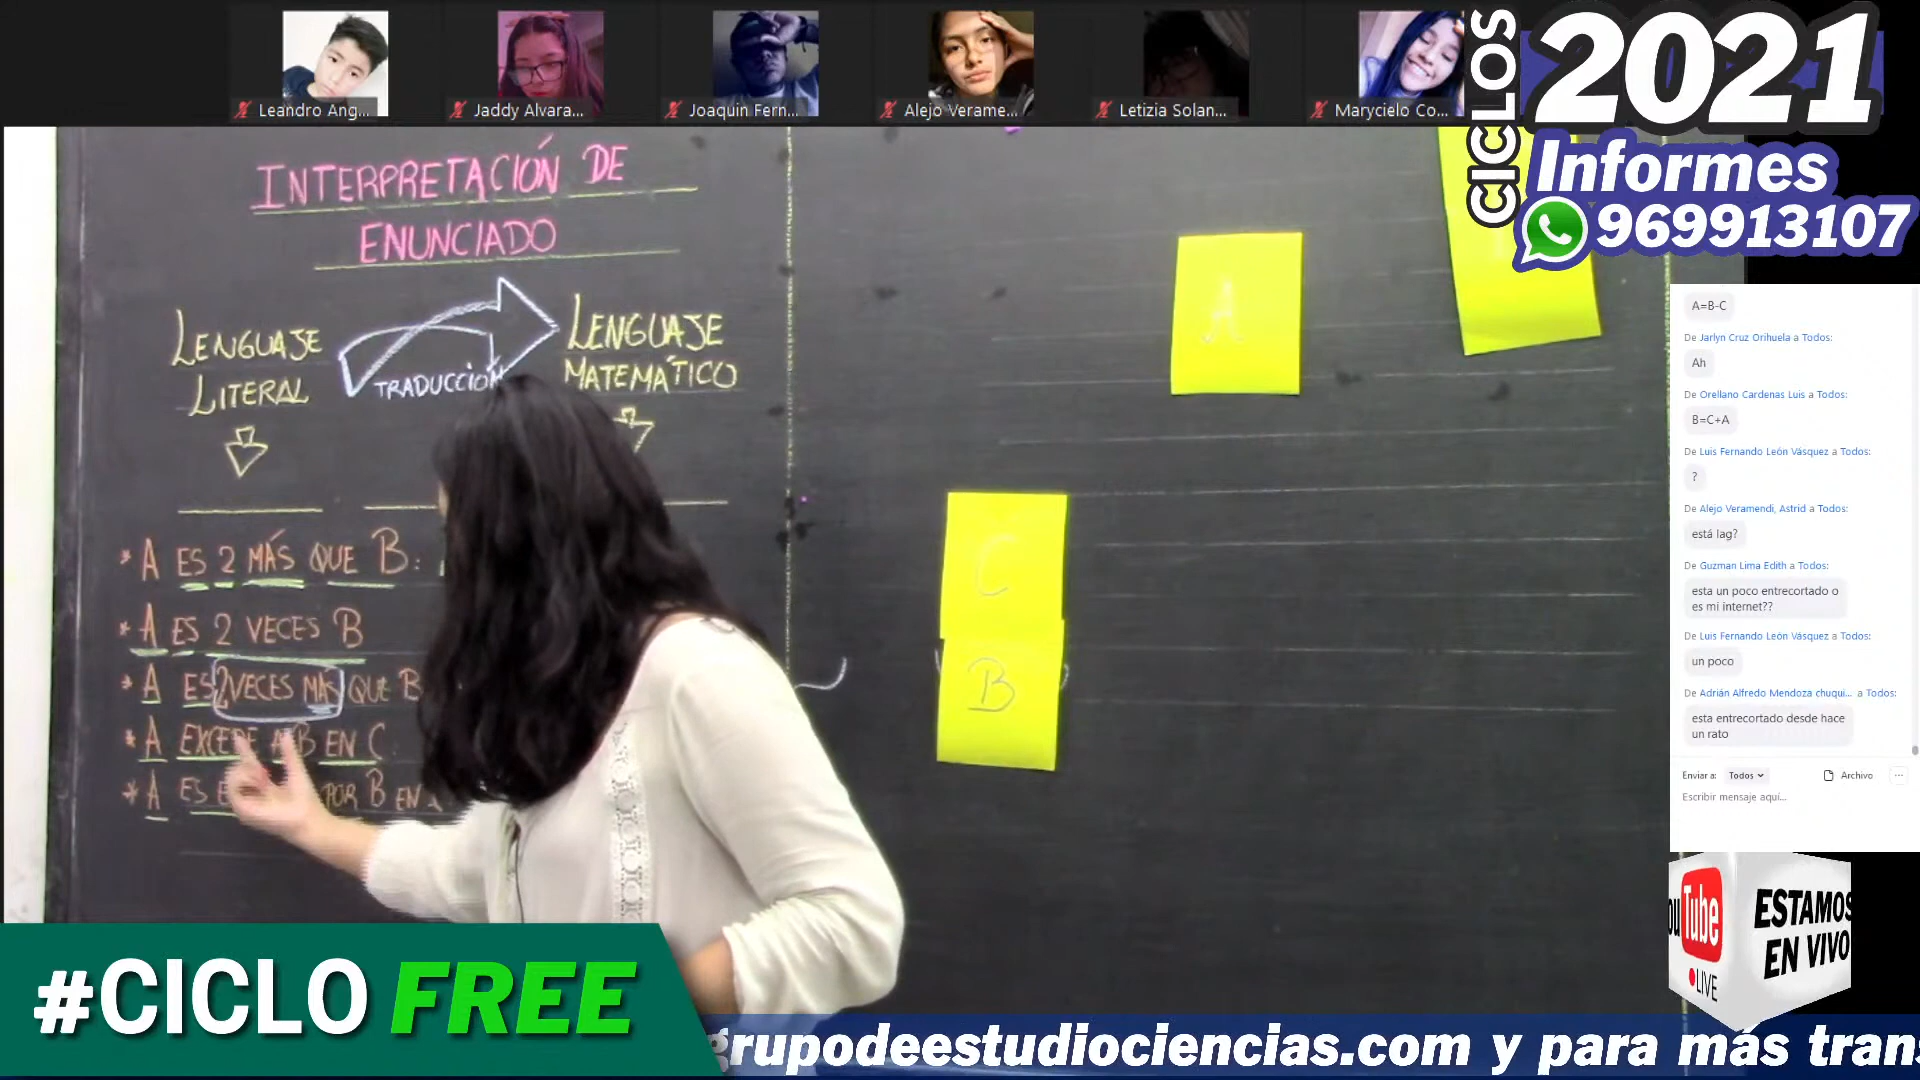 Leandro Ang...
Jaddy Alvara...
Joaquin Fern...
Alejo Verame...
Letizia Solan...
Marycielo Co...
CICLOS
2021
Informes
969913107
INTERPRETACIÓN DE
ENUNCIADO
LENGUAJE
LITERAL
TRADUCCIÓN
LENGUAJE
MATEMÁTICO
* A ES 2 MÁS QUE B:
* A ES 2 VECES B
* A ES 2 VECES MÁS QUE B
* A EXCEDE A B EN C
* A ES POR B EN
A
C
B
A=B-C
De Jarlyn Cruz Orihuela a Todos:
Ah
De Orellano Cardenas Luis a Todos:
B=C+A
De Luis Fernando León Vásquez a Todos:
?
De Alejo Veramendi, Astrid a Todos:
está lag?
De Guzman Lima Edith a Todos:
esta un poco entrecortado o
es mi internet??
De Luis Fernando León Vásquez a Todos:
un poco
De Adrián Alfredo Mendoza chuqui... a Todos:
esta entrecortado desde hace
un rato
Enviar a: Todos
Archivo
...
Escribir mensaje aquí...
ouTube
LIVE
ESTAMOS
EN VIVO
#CICLO FREE
grupodeestudiociencias.com y para más trans